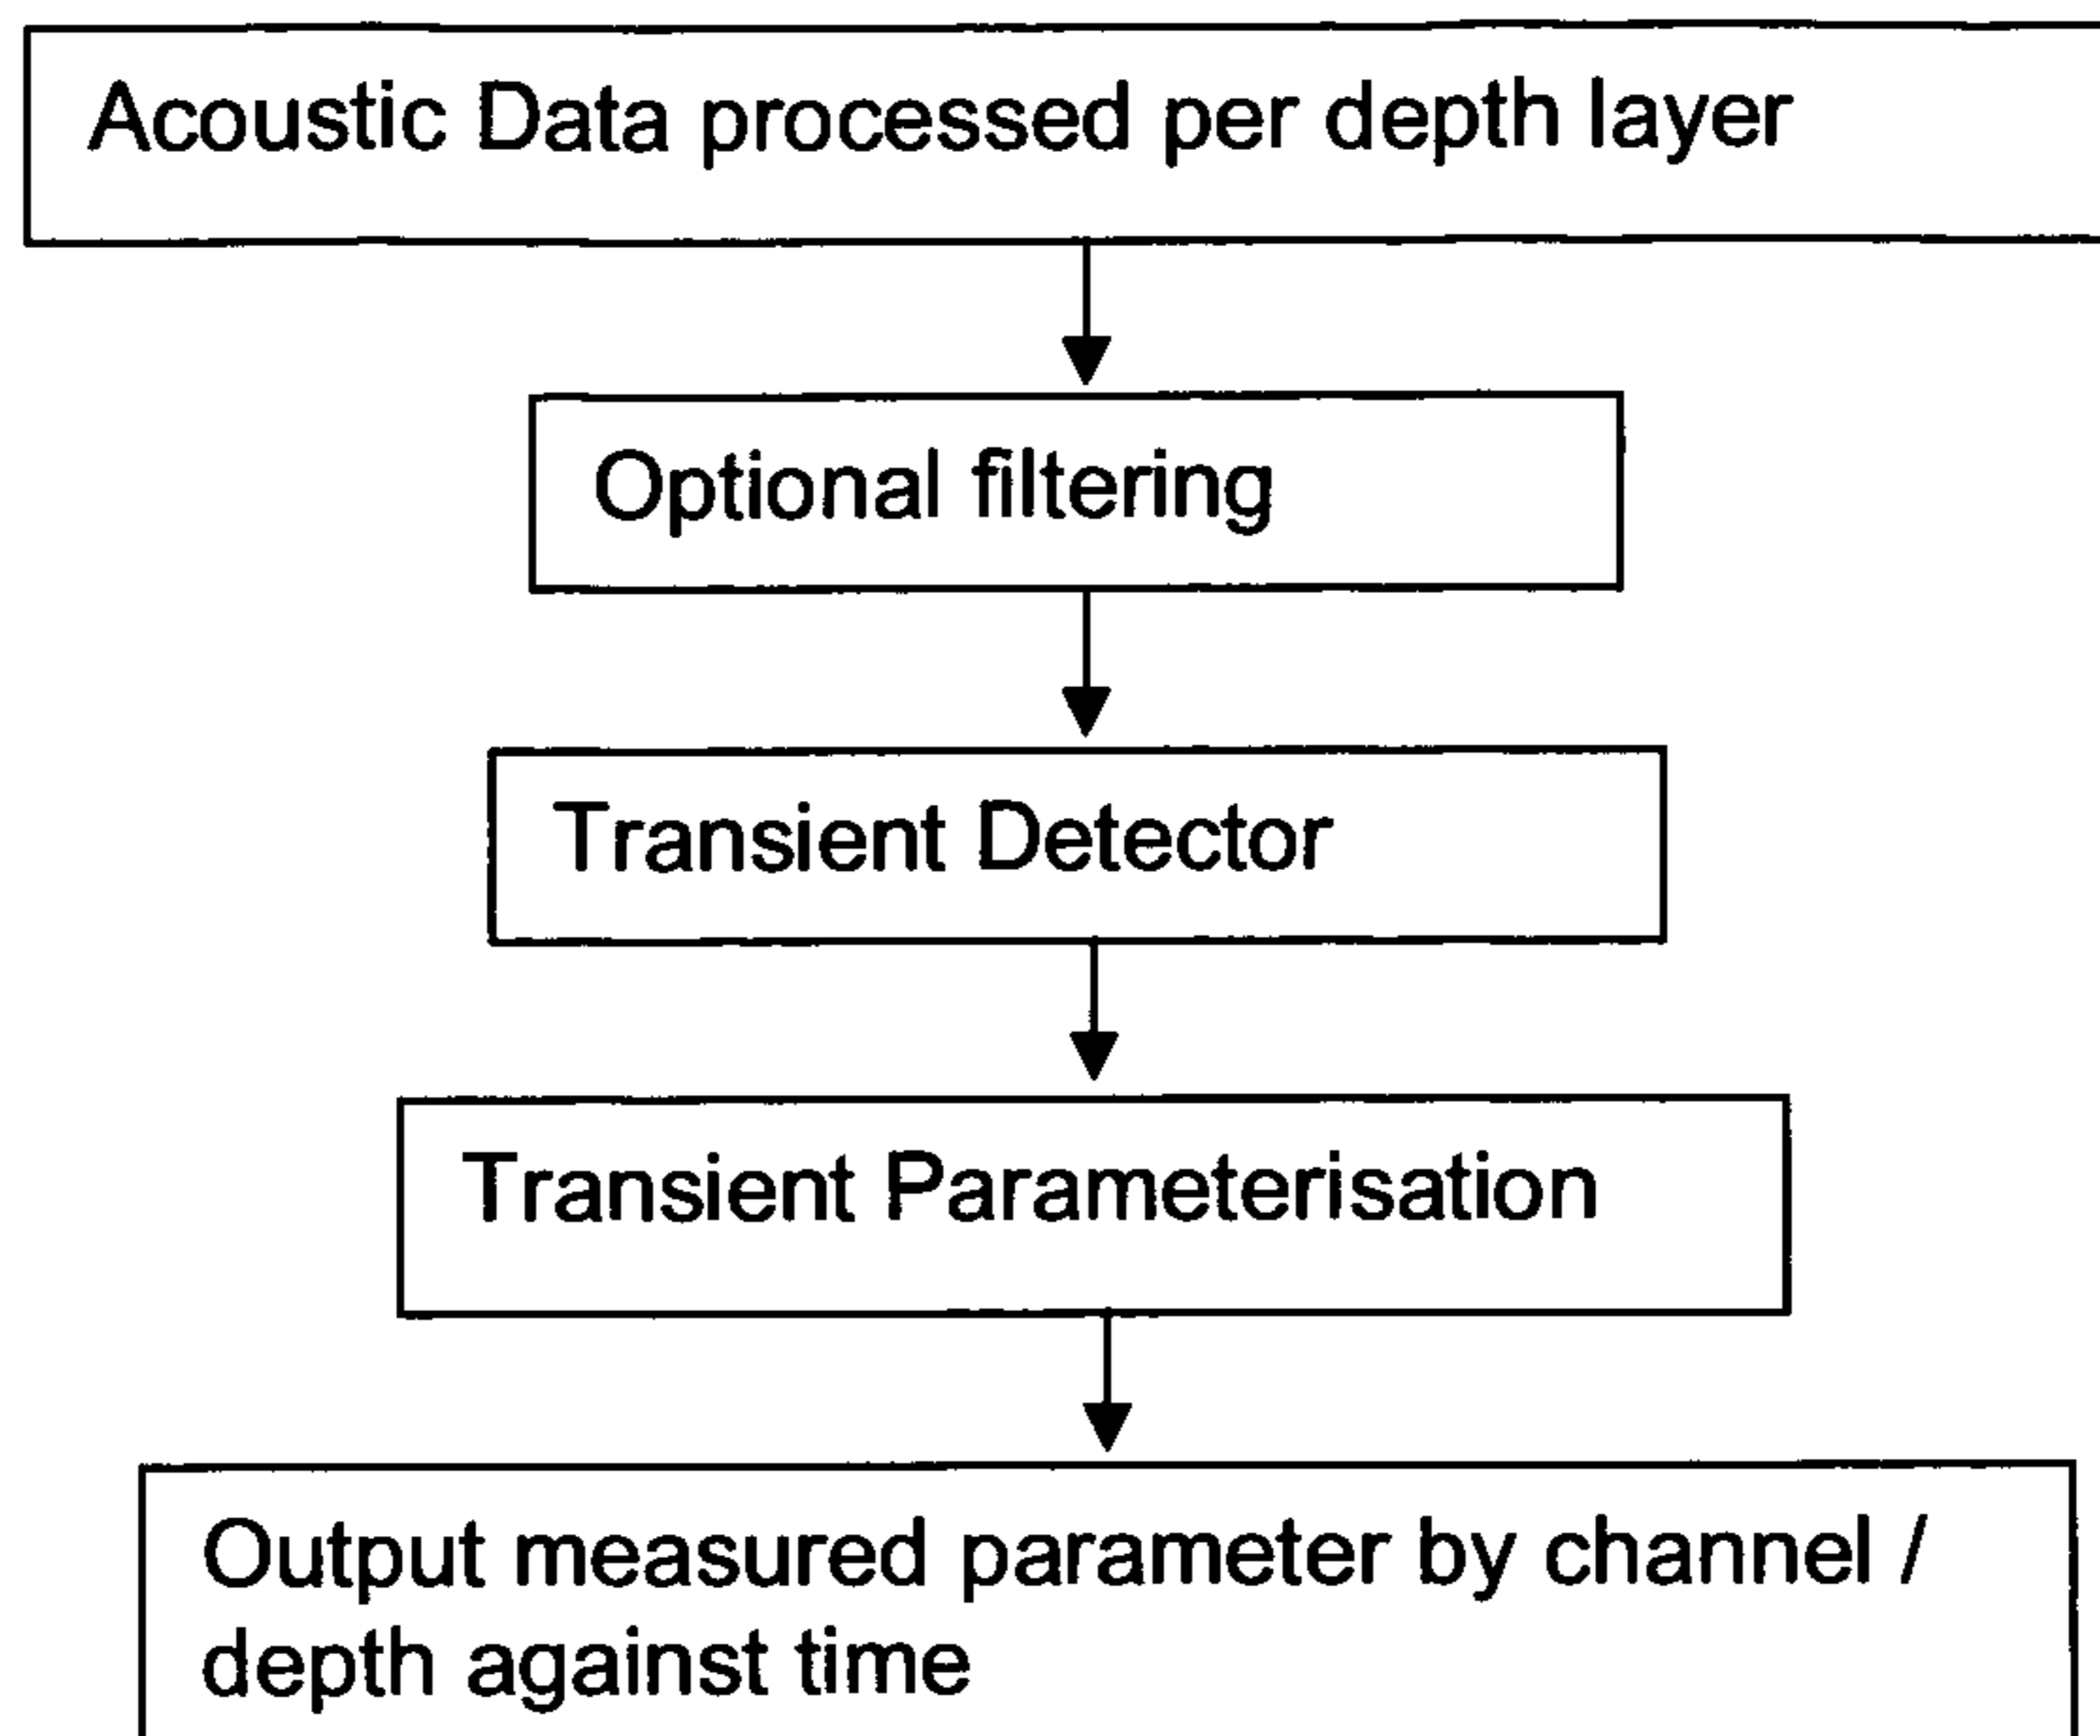 Acoustic Data processed per depth layer
Optional filtering
Transient Detector
Transient Parameterisation
Output measured parameter by channel /
depth against time